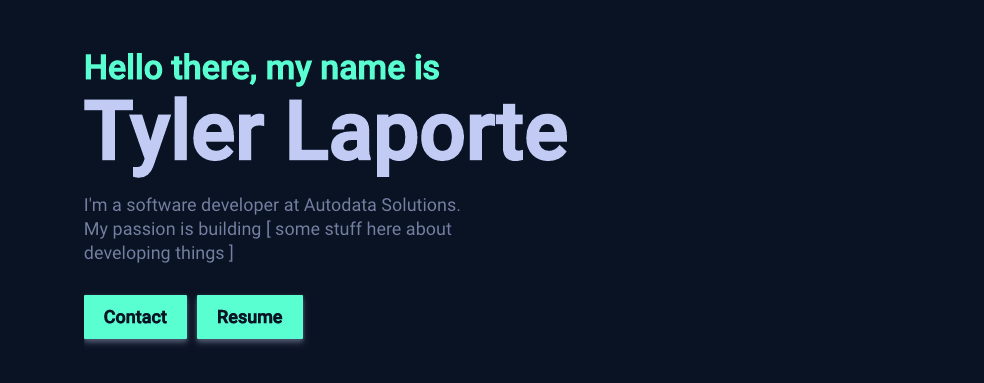 Hello there, my name is
Tyler Laporte
I'm a software developer at Autodata Solutions.
My passion is building [ some stuff here about
developing things ]
Contact Resume